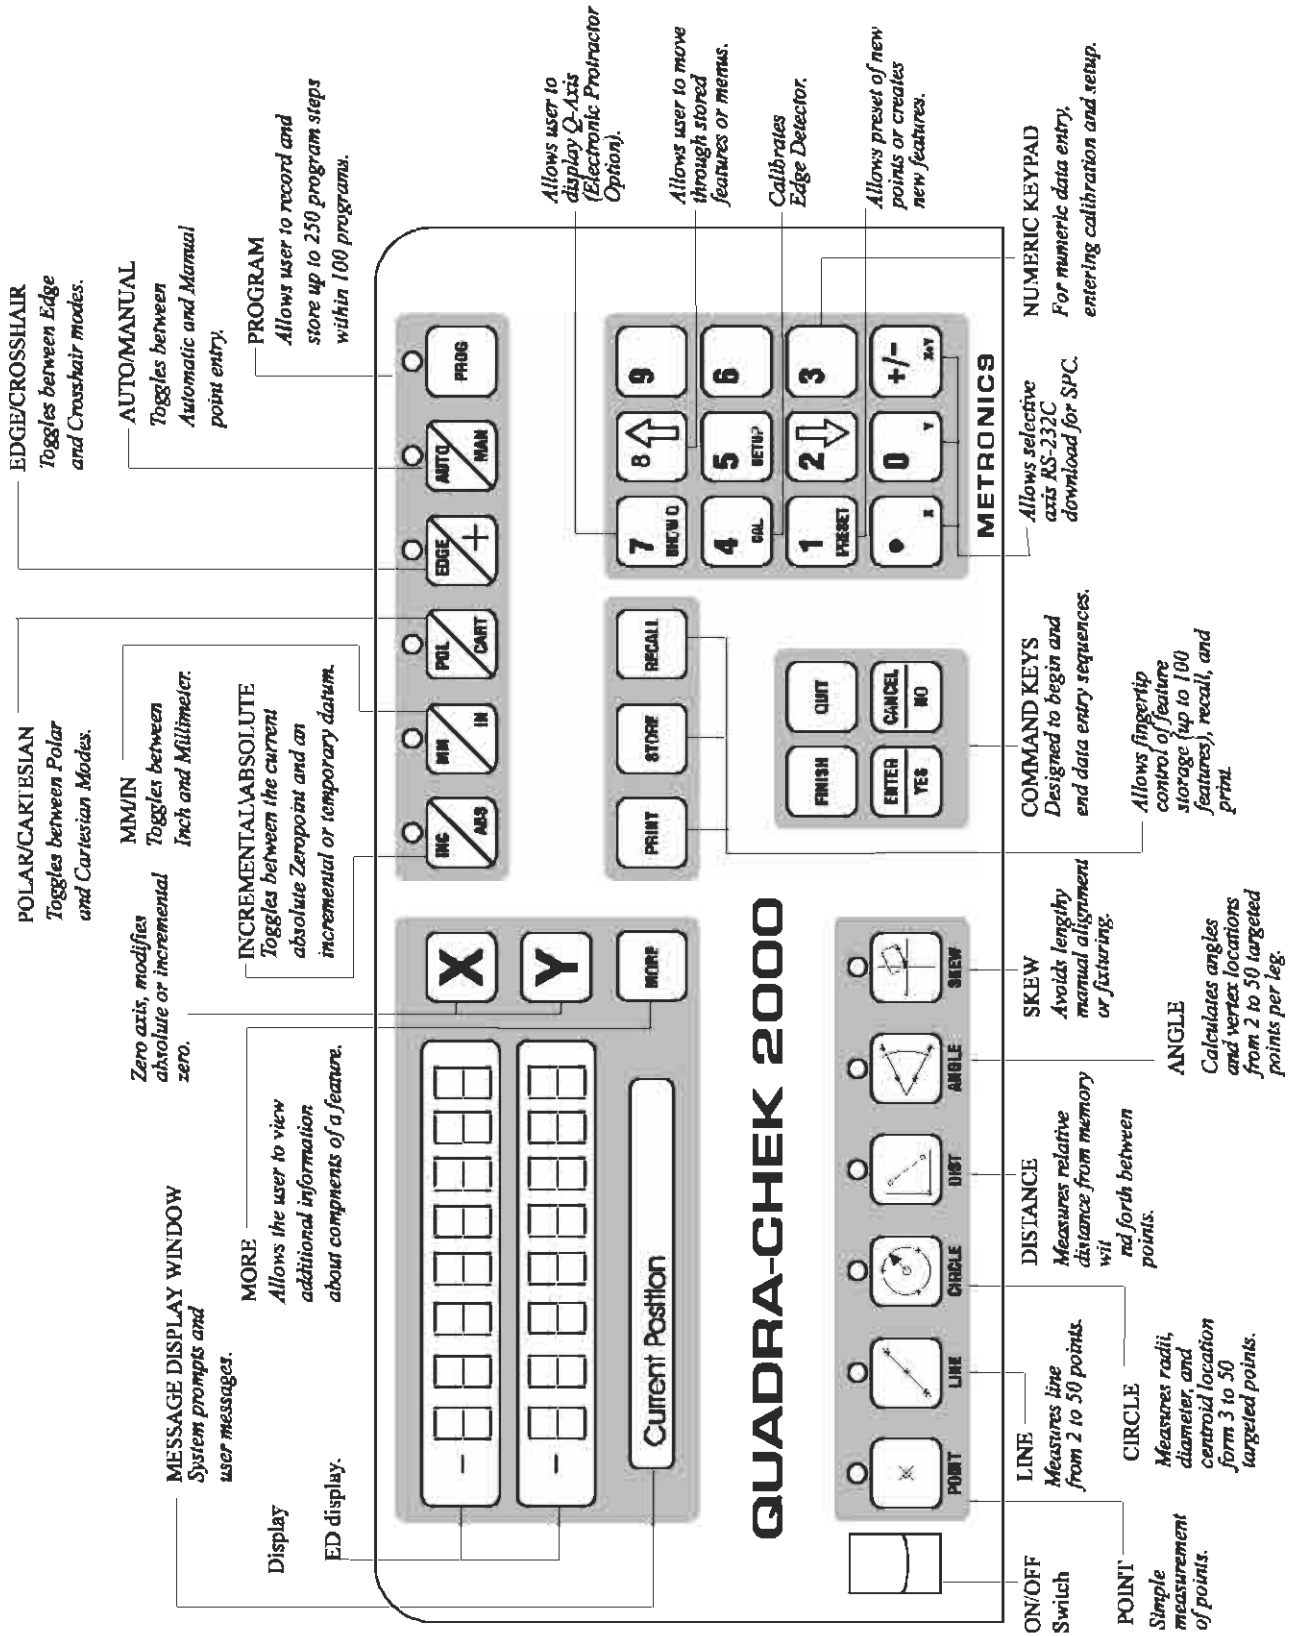 EDGE/CROSSHAIR
Toggles between Edge
and Crosshair modes.
POLAR/CARTESIAN
Toggles between Polar
and Cartesian Modes.
AUTO/MANUAL
Toggles between
Automatic and Manual
point entry.
MM/IN
Toggles between
Inch and Millimeter.
PROGRAM
Allows user to record and
store up to 250 program steps
within 100 programs.
INCREMENTAL\ABSOLUTE
Toggles between the current
absolute Zeropoint and an
incremental or temporary datum.
Zero axis, modifies
absolute or incremental
zero.
MESSAGE DISPLAY WINDOW
System prompts and
user messages.
MORE
Allows the user to view
additional information
about compnents of a feature.
Display
ED display.
INC
ABS
MM
IN
POL
CART
EDGE
AUTO
MAN
PROG
X
Y
MORE
Current Position
PRINT
STORE
RECALL
7
SHOW Q
8
9
4
CAL
5
SETUP
6
1
PRESET
2
3
X
0
Y
+/-
X&Y
METRONICS
FINISH
QUIT
ENTER
YES
CANCEL
NO
QUADRA-CHEK 2000
POINT
LINE
CIRCLE
DIST
ANGLE
SKEW
Allows user to
display Q-Axis
(Electronic Protractor
Option).
Allows user to move
through stored
features or menus.
Calibrates
Edge Detector.
Allows preset of new
points or creates
new features.
ON/OFF
Switch
POINT
Simple
measurement
of points.
LINE
Measures line
from 2 to 50 points.
CIRCLE
Measures radii,
diameter, and
centroid location
form 3 to 50
targeted points.
DISTANCE
Measures relative
distance from memory
wit
nd forth between
points.
SKEW
Avoids lengthy
manual alignment
or fixturing.
ANGLE
Calculates angles
and vertex locations
from 2 to 50 targeted
points per leg.
COMMAND KEYS
Designed to begin and
end data entry sequences.
Allows fingertip
control of feature
storage (up to 100
features), recall, and
print.
Allows selective
axis RS-232C
download for SPC.
NUMERIC KEYPAD
For numeric data entry,
entering calibration and setup.